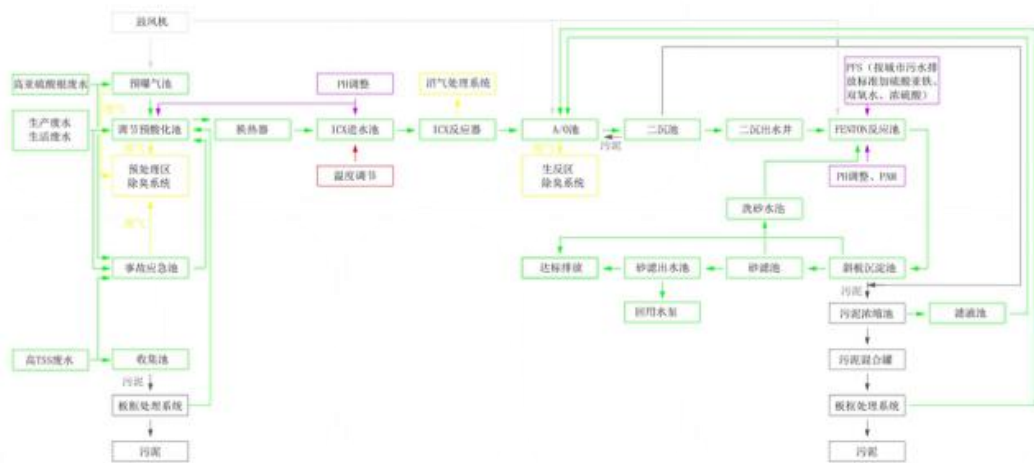 鼓风机
高亚硫酸根废水
预曝气池
PH调整
沼气处理系统
PFS（按城市污水排
放标准加硫酸亚铁、
双氧水、浓硫酸）
生产废水
生活废水
调节预酸化池
换热器
ICX进水池
ICX反应器
A/O池
二沉池
二沉出水井
FENTON反应池
污泥
预处理区
除臭系统
温度调节
生反区
除臭系统
PH调整、PAM
洗砂水池
事故应急池
达标排放
砂滤出水池
砂滤池
斜板沉淀池
污泥
回用水泵
污泥浓缩池
滤液池
高TSS废水
收集池
污泥混合罐
污泥
板框处理系统
板框处理系统
污泥
污泥